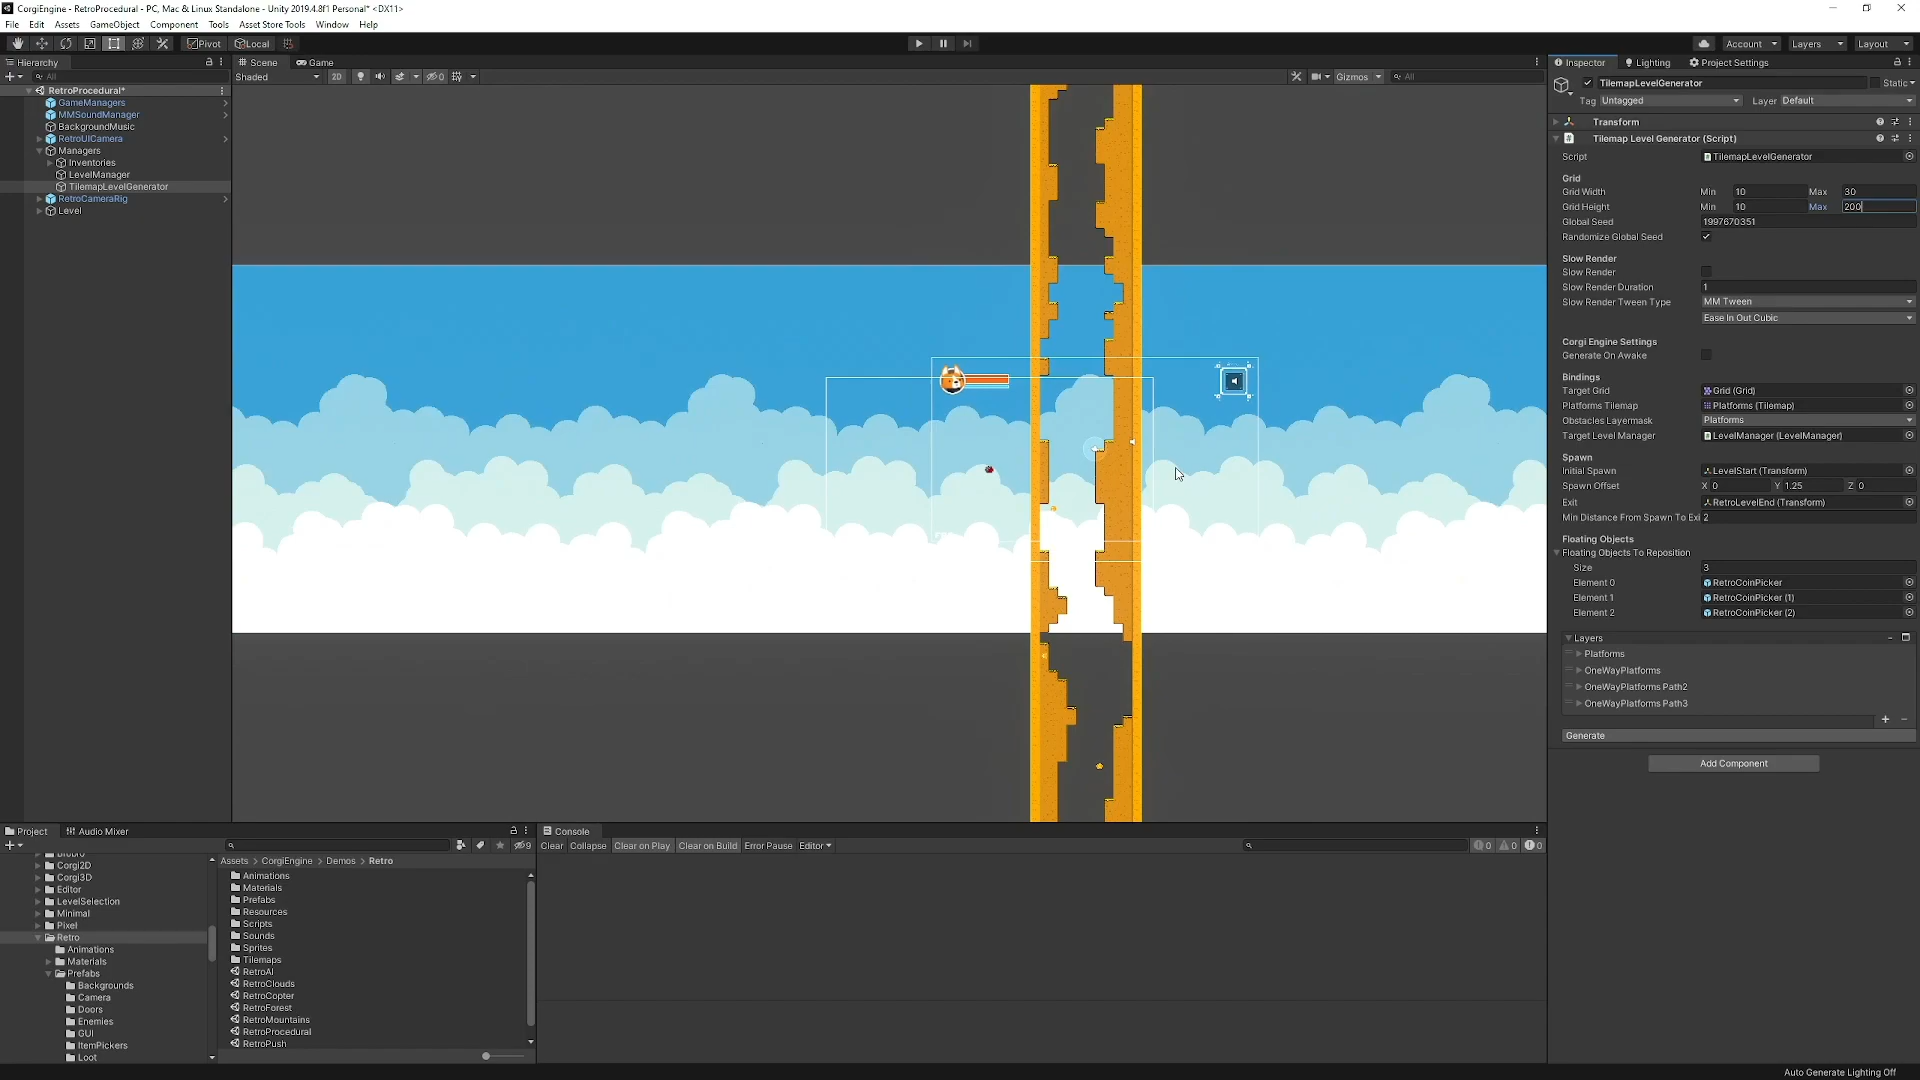 CorgiEngine - RetroProcedural - PC, Mac & Linux Standalone - Unity 2019.4.8f1 Personal* <DX11>
File Edit Assets GameObject Component Tools Asset Store Tools Window Help
Pivot Local Account Layers Layout
Hierarchy
All
RetroProcedural*
GameManagers
MMSoundManager
BackgroundMusic
RetroUICamera
Managers
Inventories
LevelManager
TilemapLevelGenerator
RetroCameraRig
Level
Scene Game
Shaded 2D 0 Gizmos All
Inspector Lighting Project Settings
TilemapLevelGenerator Static
Tag Untagged Layer Default
Transform
Tilemap Level Generator (Script)
Script TilemapLevelGenerator
Grid
Grid Width Min 10 Max 30
Grid Height Min 10 Max 200
Global Seed 1997670351
Randomize Global Seed
Slow Render
Slow Render
Slow Render Duration 1
Slow Render Tween Type MM Tween
Ease In Out Cubic
Corgi Engine Settings
Generate On Awake
Bindings
Target Grid Grid (Grid)
Platforms Tilemap Platforms (Tilemap)
Obstacles Layermask Platforms
Target Level Manager LevelManager (LevelManager)
Spawn
Initial Spawn LevelStart (Transform)
Spawn Offset X 0 Y 1.25 Z 0
Exit RetroLevelEnd (Transform)
Min Distance From Spawn To Exi 2
Floating Objects
Floating Objects To Reposition
Size 3
Element 0 RetroCoinPicker
Element 1 RetroCoinPicker (1)
Element 2 RetroCoinPicker (2)
Layers
Platforms
OneWayPlatforms
OneWayPlatforms Path2
OneWayPlatforms Path3
Generate
Add Component
Project Audio Mixer
9
Corgi2D
Corgi3D
Editor
LevelSelection
Minimal
Pixel
Retro
Animations
Materials
Prefabs
Backgrounds
Camera
Doors
Enemies
GUI
ItemPickers
Loot
Assets > CorgiEngine > Demos > Retro
Animations
Materials
Prefabs
Resources
Scripts
Sounds
Sprites
Tilemaps
RetroAI
RetroClouds
RetroCopter
RetroForest
RetroMountains
RetroProcedural
RetroPush
Console
Clear Collapse Clear on Play Clear on Build Error Pause Editor 0 0 0
Auto Generate Lighting Off